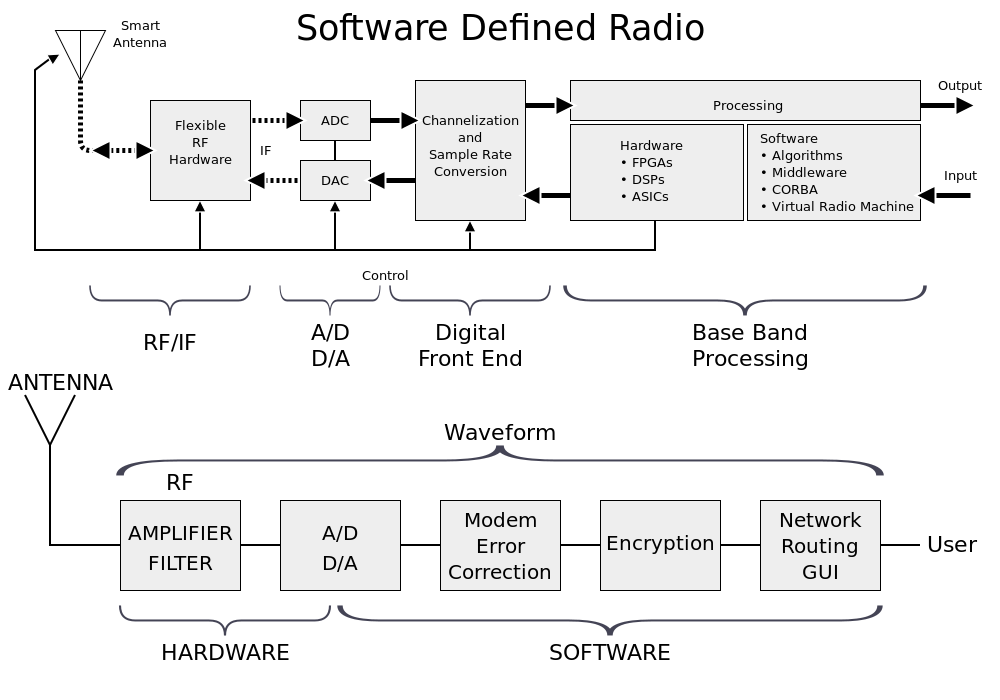 Software Defined Radio
Smart
Antenna
Flexible
RF
Hardware
IF
ADC
DAC
Channelization
and
Sample Rate
Conversion
Processing
Hardware
• FPGAs
• DSPs
• ASICs
Software
• Algorithms
• Middleware
• CORBA
• Virtual Radio Machine
Output
Input
Control
RF/IF
A/D
D/A
Digital
Front End
Base Band
Processing
ANTENNA
Waveform
RF
AMPLIFIER
FILTER
A/D
D/A
Modem
Error
Correction
Encryption
Network
Routing
GUI
User
HARDWARE
SOFTWARE